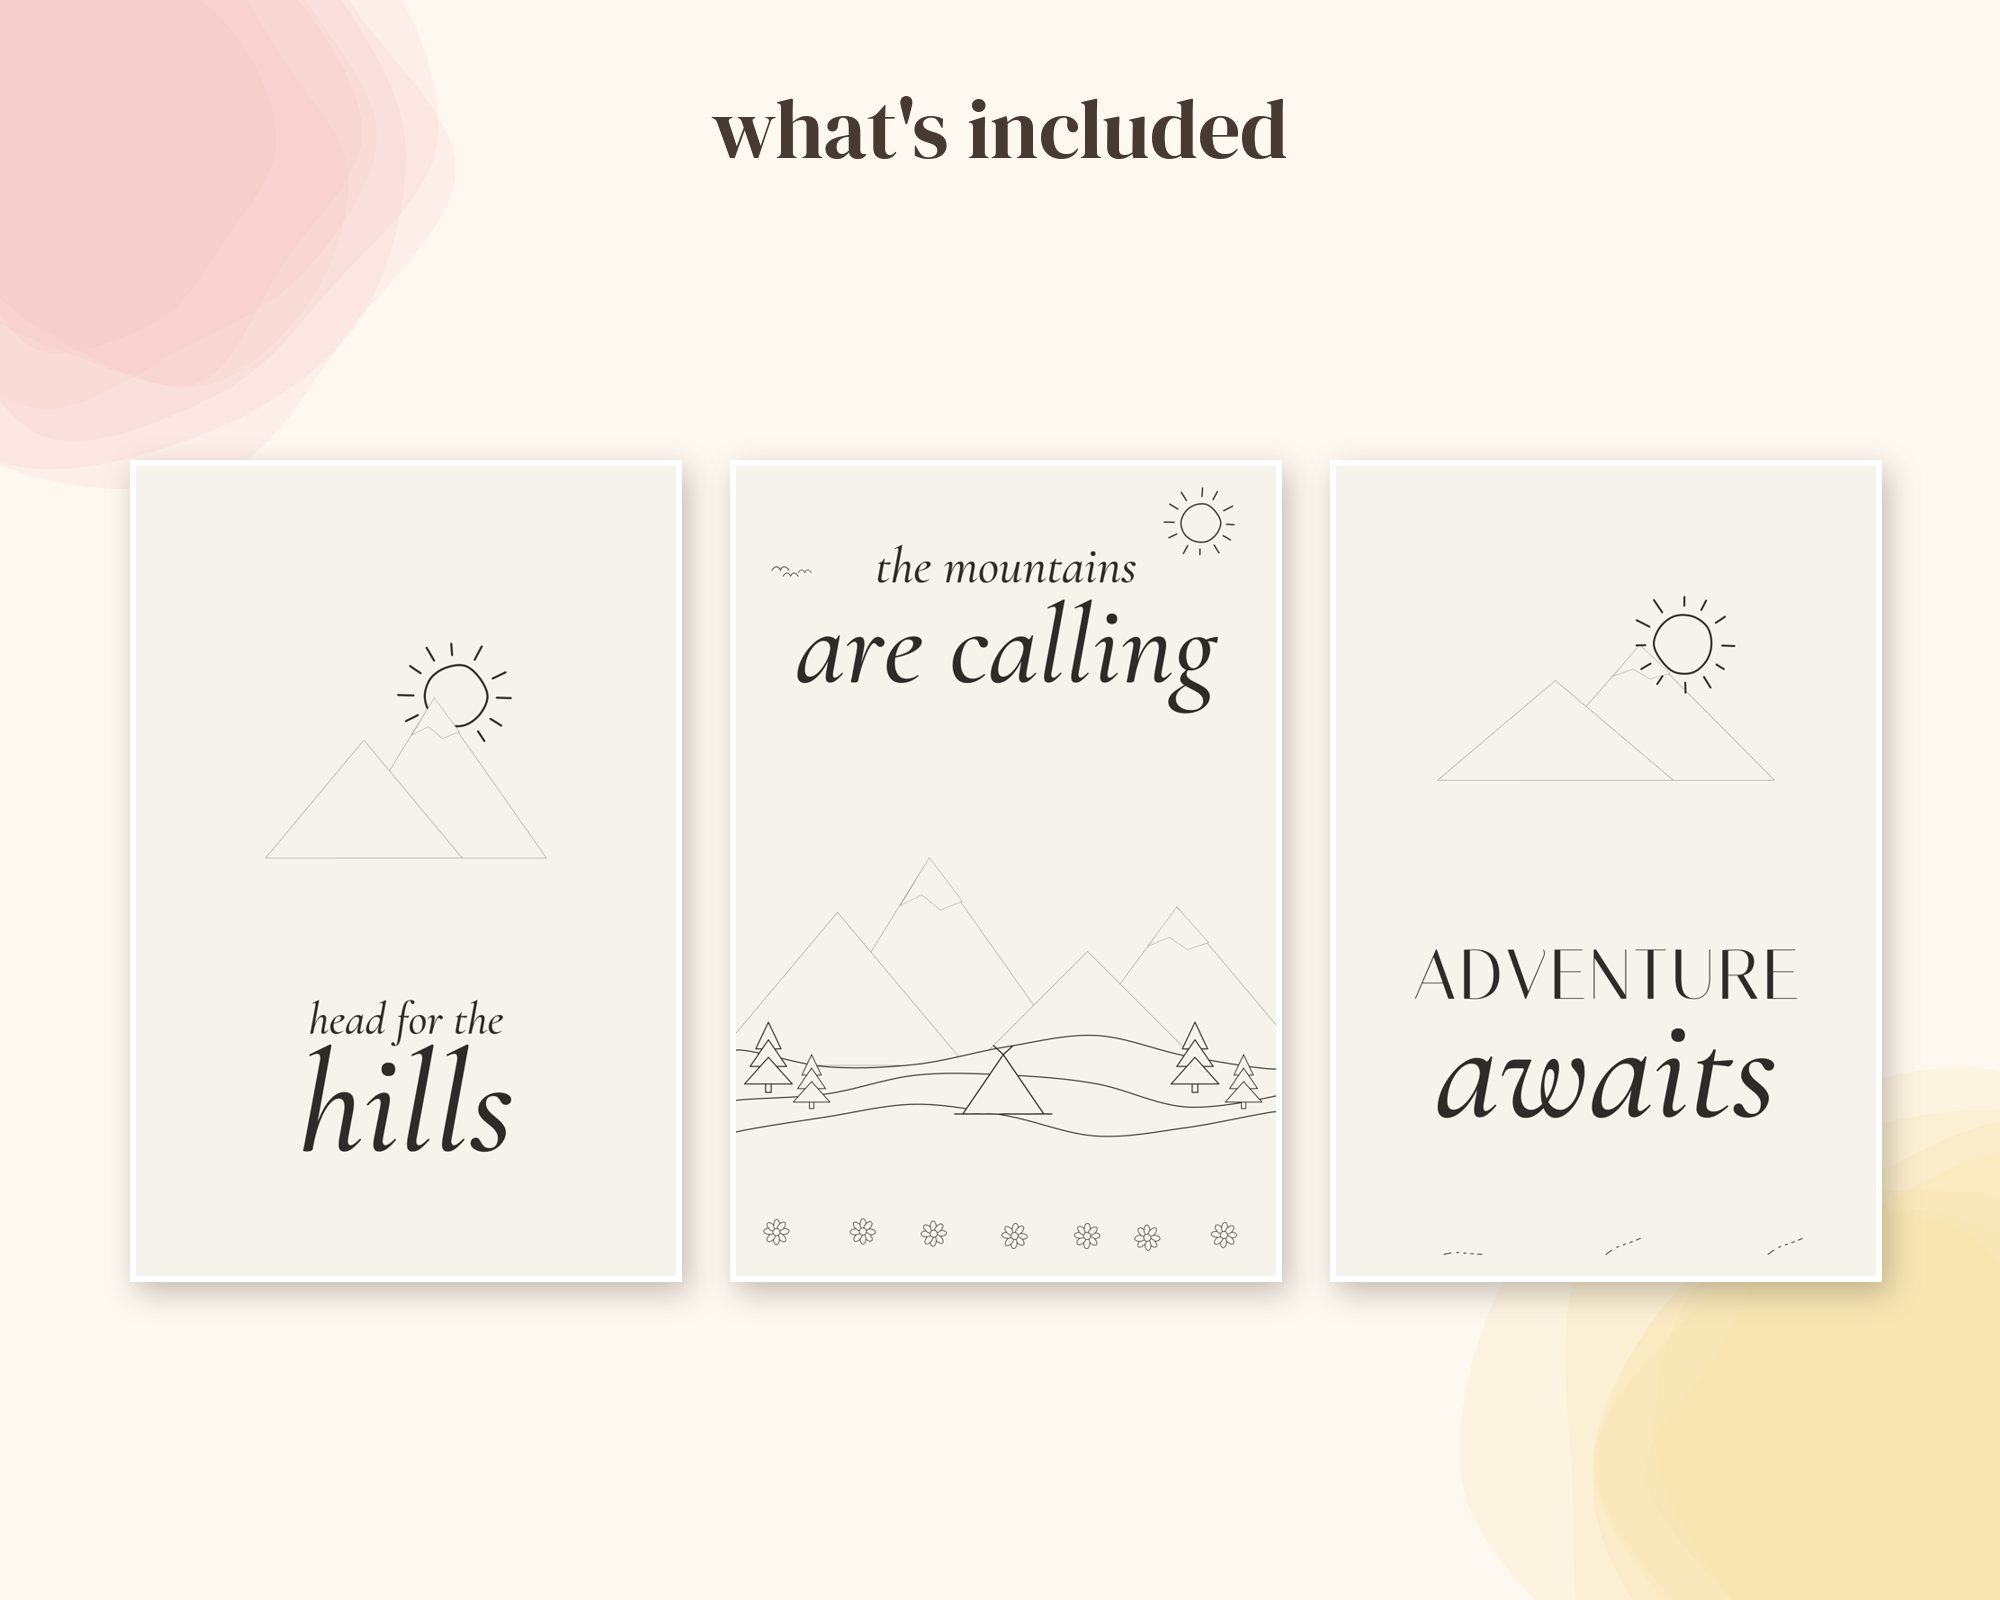 what's included
head for the
hills
the mountains
are calling
ADVENTURE
awaits